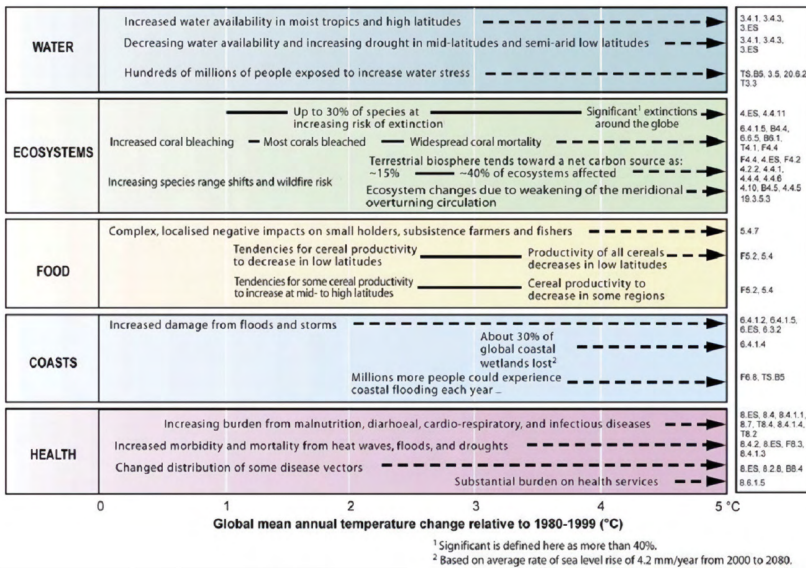 WATER
Increased water availability in moist tropics and high latitudes
Decreasing water availability and increasing drought in mid-latitudes and semi-arid low latitudes
Hundreds of millions of people exposed to increase water stress
3.4.1, 3.4.3,
3.ES
3.4.1, 3.4.3,
3.ES
TS.B5, 3.5, 20.6.2
T3.3
ECOSYSTEMS
Up to 30% of species at
increasing risk of extinction
Significant¹ extinctions
around the globe
Increased coral bleaching
Most corals bleached
Widespread coral mortality
Terrestrial biosphere tends toward a net carbon source as:
~15%
~40% of ecosystems affected
Increasing species range shifts and wildfire risk
Ecosystem changes due to weakening of the meridional
overturning circulation
4.ES, 4.4.11
6.4.1.5, B4.4,
6.6.5, B6.1,
T4.1, F4.4
F4.4, 4.ES, F4.2
4.2.2, 4.4.1,
4.4.4, 4.4.6
4.10, B4.5, 4.4.5
19.3.5.3
FOOD
Complex, localised negative impacts on small holders, subsistence farmers and fishers
Tendencies for cereal productivity
to decrease in low latitudes
Productivity of all cereals
decreases in low latitudes
Tendencies for some cereal productivity
to increase at mid- to high latitudes
Cereal productivity to
decrease in some regions
5.4.7
F5.2, 5.4
F5.2, 5.4
COASTS
Increased damage from floods and storms
About 30% of
global coastal
wetlands lost²
Millions more people could experience
coastal flooding each year
6.4.1.2, 6.4.1.5,
6.ES, 6.3.2
6.4.1.4
F6.8, TS.B5
HEALTH
Increasing burden from malnutrition, diarhoeal, cardio-respiratory, and infectious diseases
Increased morbidity and mortality from heat waves, floods, and droughts
Changed distribution of some disease vectors
Substantial burden on health services
8.ES, 8.4, 8.4.1.1,
8.7, T8.4, 8.4.1.4,
T8.2
8.4.2, 8.ES, F8.3,
8.4.1.3
8.ES, 8.2.8, B8.4
8.6.1.5
0 1 2 3 4 5 °C
Global mean annual temperature change relative to 1980-1999 (°C)
¹ Significant is defined here as more than 40%.
² Based on average rate of sea level rise of 4.2 mm/year from 2000 to 2080.